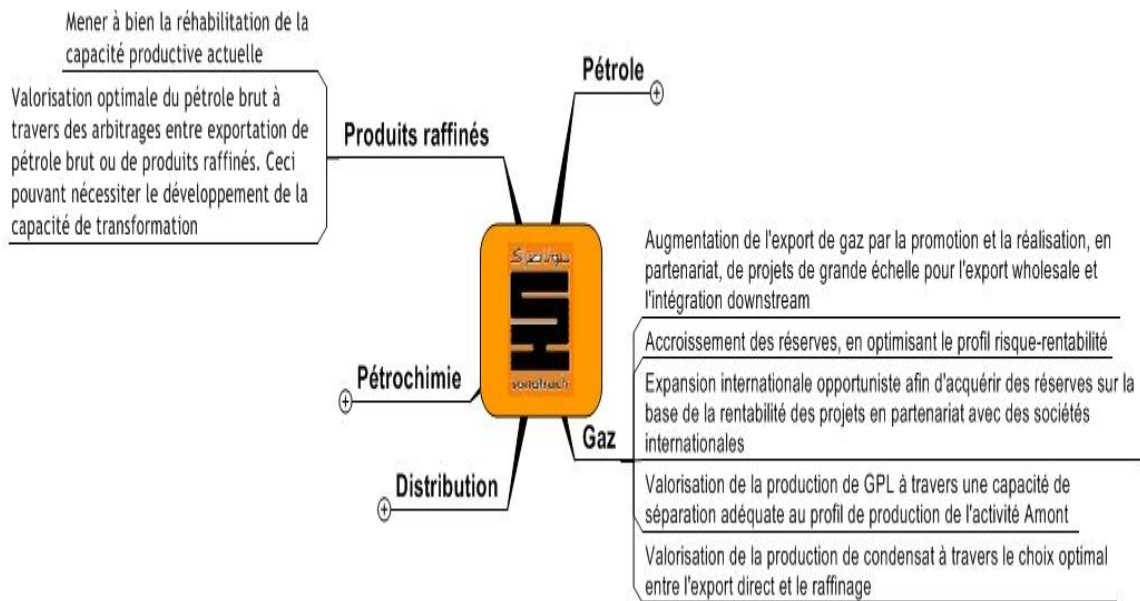 Mener à bien la réhabilitation de la
capacité productive actuelle
Valorisation optimale du pétrole brut à
travers des arbitrages entre exportation de
pétrole brut ou de produits raffinés. Ceci
pouvant nécessiter le développement de la
capacité de transformation
Produits raffinés
Pétrole
سوناطراك
sonatrach
Pétrochimie
Distribution
Gaz
Augmentation de l'export de gaz par la promotion et la réalisation, en
partenariat, de projets de grande échelle pour l'export wholesale et
l'intégration downstream
Accroissement des réserves, en optimisant le profil risque-rentabilité
Expansion internationale opportuniste afin d'acquérir des réserves sur la
base de la rentabilité des projets en partenariat avec des sociétés
internationales
Valorisation de la production de GPL à travers une capacité de
séparation adéquate au profil de production de l'activité Amont
Valorisation de la production de condensat à travers le choix optimal
entre l'export direct et le raffinage